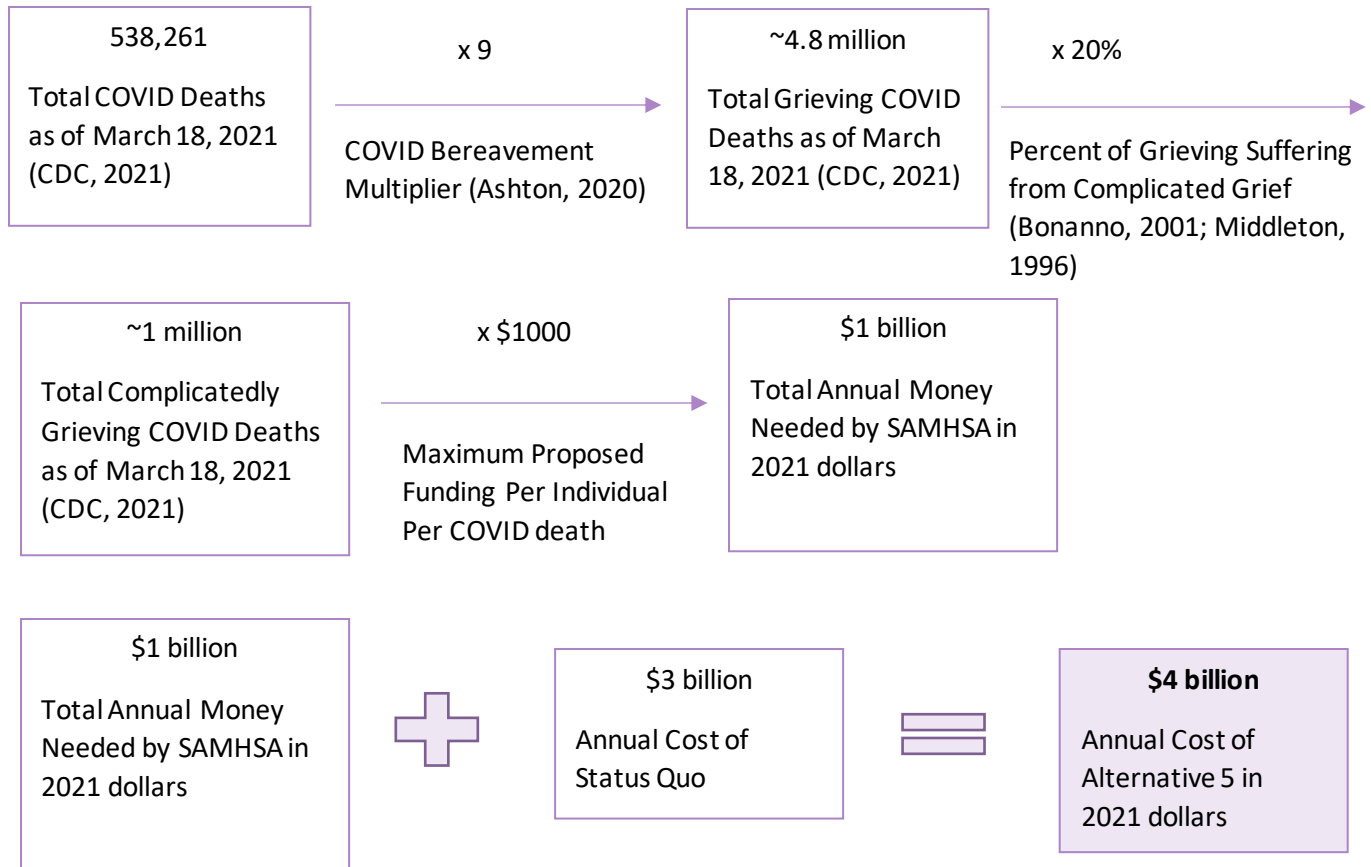 538,261
Total COVID Deaths
as of March 18, 2021
(CDC, 2021)
x 9
COVID Bereavement
Multiplier (Ashton, 2020)
~4.8 million
Total Grieving COVID
Deaths as of March
18, 2021 (CDC, 2021)
x 20%
Percent of Grieving Suffering
from Complicated Grief
(Bonanno, 2001; Middleton,
1996)
~1 million
Total Complicatedly
Grieving COVID Deaths
as of March 18, 2021
(CDC, 2021)
x $1000
Maximum Proposed
Funding Per Individual
Per COVID death
$1 billion
Total Annual Money
Needed by SAMHSA in
2021 dollars
$1 billion
Total Annual Money
Needed by SAMHSA in
2021 dollars
$3 billion
Annual Cost of
Status Quo
$4 billion
Annual Cost of
Alternative 5 in
2021 dollars